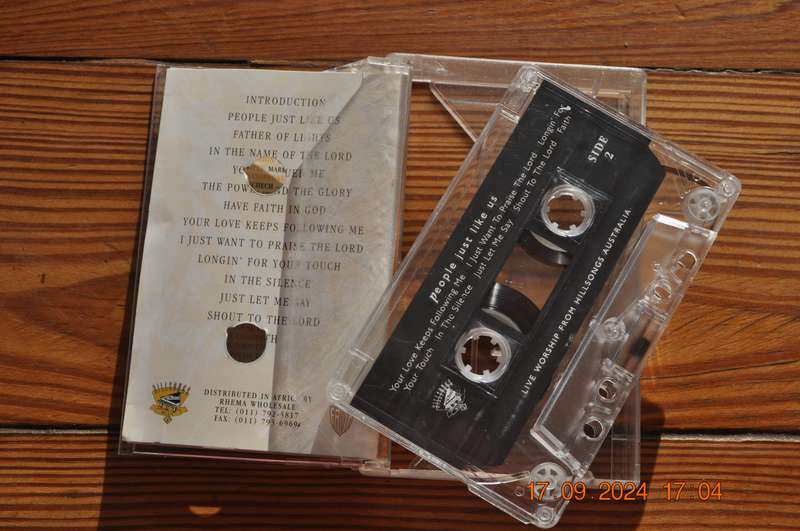 INTRODUCTION
PEOPLE JUST LIKE US
FATHER OF LIGHTS
IN THE NAME OF THE LORD
ME
THE POWER AND THE GLORY
HAVE FAITH IN GOD
YOUR LOVE KEEPS FOLLOWING ME
I JUST WANT TO PRAISE THE LORD
LONGIN' FOR YOUR TOUCH
IN THE SILENCE
JUST LET ME SAY
SHOUT TO THE LORD
DISTRIBUTED IN AFRICA BY
RHEMA WHOLESALE
TEL: (011) 792-3817
FAX: (011) 793-6969
SIDE
2
people just like us
Your Love Keeps Following Me I Just Want To Praise The Lord Longin' For
Your Touch In The Silence Just Let Me Say Shout To The Lord Faith
LIVE WORSHIP FROM HILLSONGS AUSTRALIA
17 09 2024 17:04